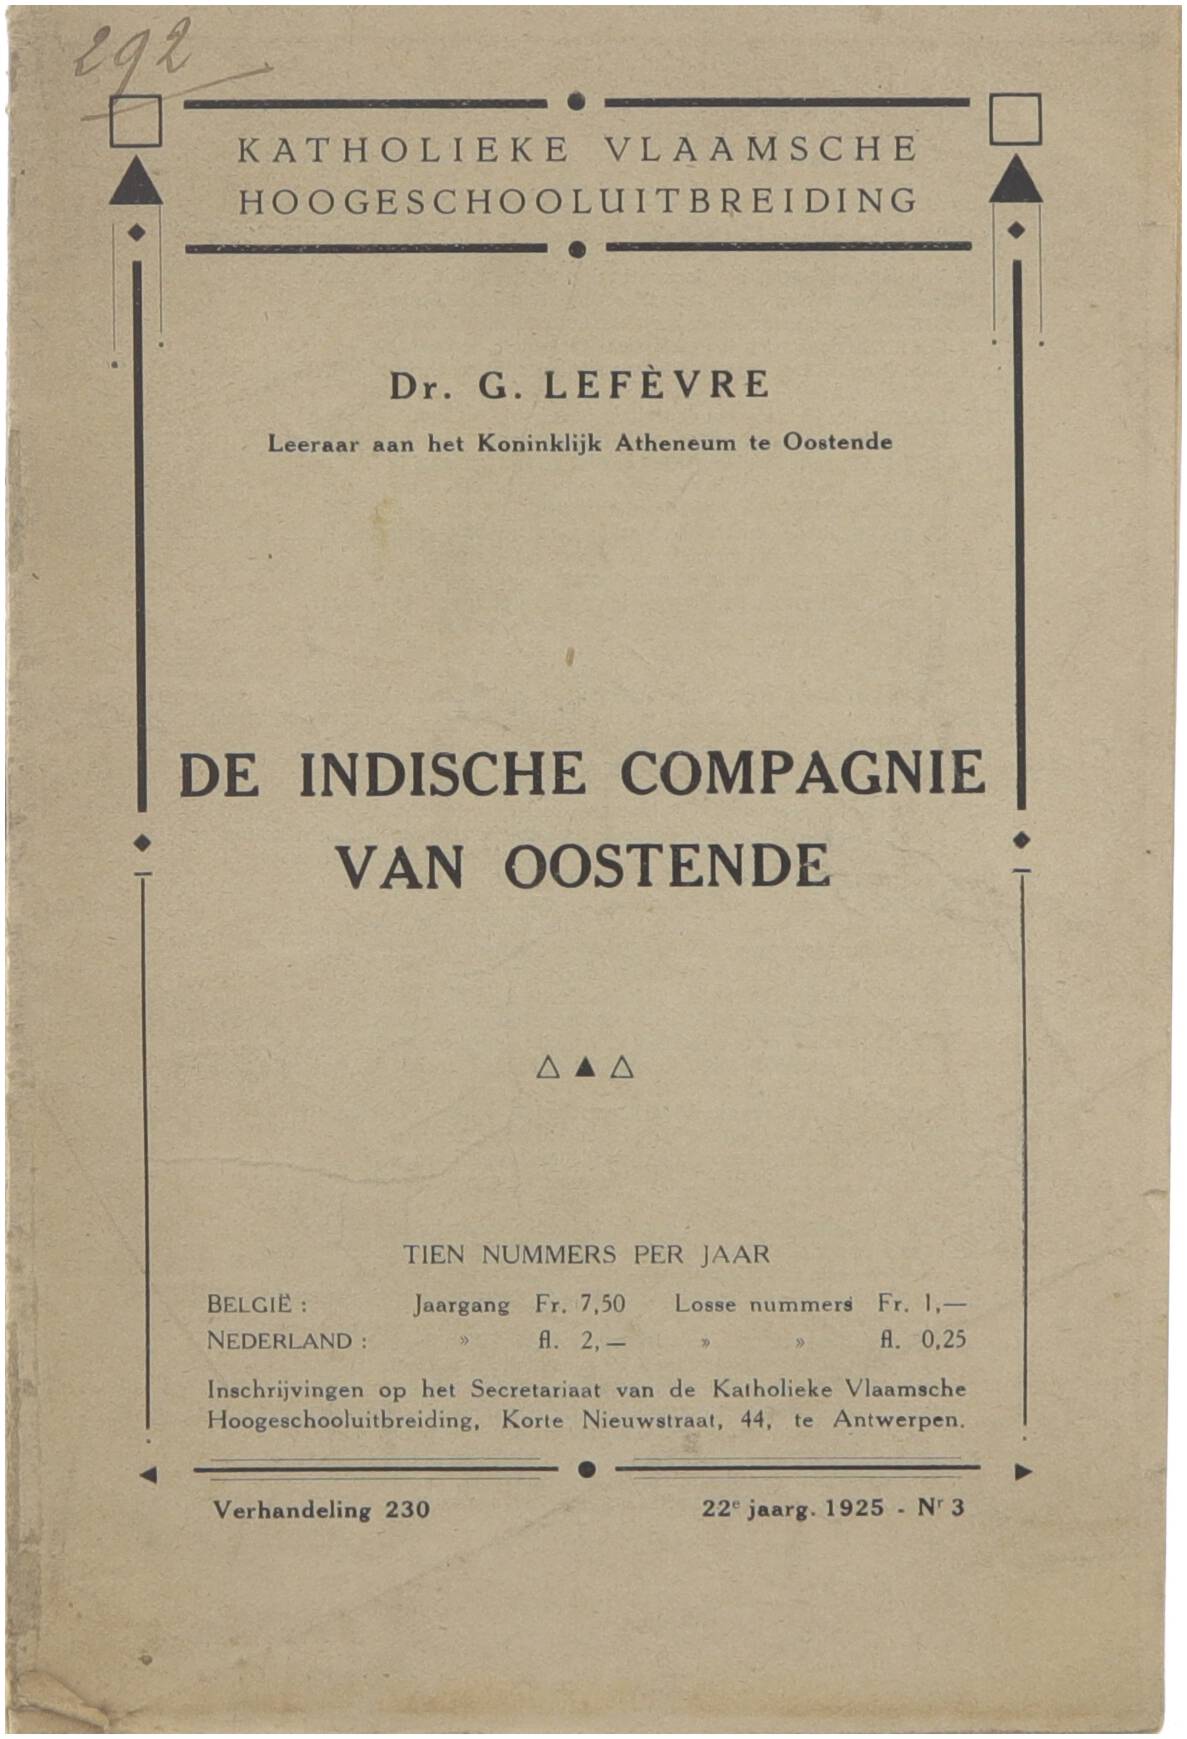 292
KATHOLIEKE VLAAMSCHE
HOOGESCHOOLUITBREIDING
Dr. G. LEFÈVRE
Leeraar aan het Koninklijk Atheneum te Oostende
DE INDISCHE COMPAGNIE
VAN OOSTENDE
TIEN NUMMERS PER JAAR
BELGIË : Jaargang Fr. 7,50 Losse nummers Fr. 1,—
NEDERLAND : » fl. 2,— » » fl. 0,25
Inschrijvingen op het Secretariaat van de Katholieke Vlaamsche
Hoogeschooluitbreiding, Korte Nieuwstraat, 44, te Antwerpen.
Verhandeling 230 22e jaarg. 1925 - Nr 3